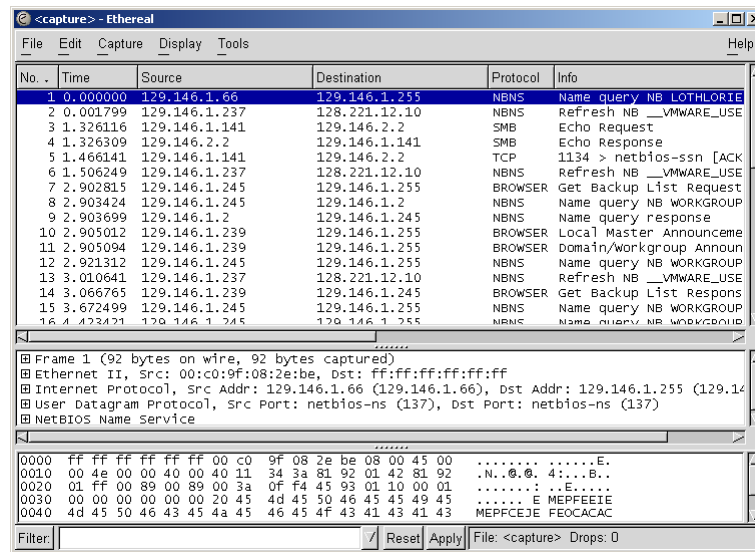 <capture> - Ethereal
File Edit Capture Display Tools Help
No. Time Source Destination Protocol Info
1 0.000000 129.146.1.66 129.146.1.255 NBNS Name query NB LOTHLORIE
2 0.001799 129.146.1.237 128.221.12.10 NBNS Refresh NB __VMWARE_USE
3 1.326116 129.146.1.141 129.146.2.2 SMB Echo Request
4 1.326309 129.146.2.2 129.146.1.141 SMB Echo Response
5 1.466141 129.146.1.141 129.146.2.2 TCP 1134 > netbios-ssn [ACK
6 1.506249 129.146.1.237 128.221.12.10 NBNS Refresh NB __VMWARE_USE
7 2.902815 129.146.1.245 129.146.1.255 BROWSER Get Backup List Request
8 2.903424 129.146.1.245 129.146.1.2 NBNS Name query NB WORKGROUP
9 2.903699 129.146.1.2 129.146.1.245 NBNS Name query response
10 2.905012 129.146.1.239 129.146.1.255 BROWSER Local Master Announceme
11 2.905094 129.146.1.239 129.146.1.255 BROWSER Domain/Workgroup Announ
12 2.921312 129.146.1.245 129.146.1.255 NBNS Name query NB WORKGROUP
13 3.010641 129.146.1.237 128.221.12.10 NBNS Refresh NB __VMWARE_USE
14 3.066765 129.146.1.239 129.146.1.245 BROWSER Get Backup List Respons
15 3.672499 129.146.1.245 129.146.1.255 NBNS Name query NB WORKGROUP
16 4.423421 129.146.1.245 129.146.1.255 NBNS Name query NB WORKGROUP
Frame 1 (92 bytes on wire, 92 bytes captured)
Ethernet II, Src: 00:c0:9f:08:2e:be, Dst: ff:ff:ff:ff:ff:ff
Internet Protocol, Src Addr: 129.146.1.66 (129.146.1.66), Dst Addr: 129.146.1.255 (129.14
User Datagram Protocol, Src Port: netbios-ns (137), Dst Port: netbios-ns (137)
NetBIOS Name Service
0000 ff ff ff ff ff ff 00 c0 9f 08 2e be 08 00 45 00 ........ ......E.
0010 00 4e 00 00 40 00 40 11 34 3a 81 92 01 42 81 92 .N..@.@. 4:...B..
0020 01 ff 00 89 00 89 00 3a 0f f4 45 93 01 10 00 01 .......: ..E.....
0030 00 00 00 00 00 00 20 45 4d 45 50 46 45 45 49 45 ...... E MEPFEEIE
0040 4d 45 50 46 43 45 4a 45 46 45 4f 43 41 43 41 43 MEPFCEJE FEOCACAC
Filter: Reset Apply File: <capture> Drops: 0